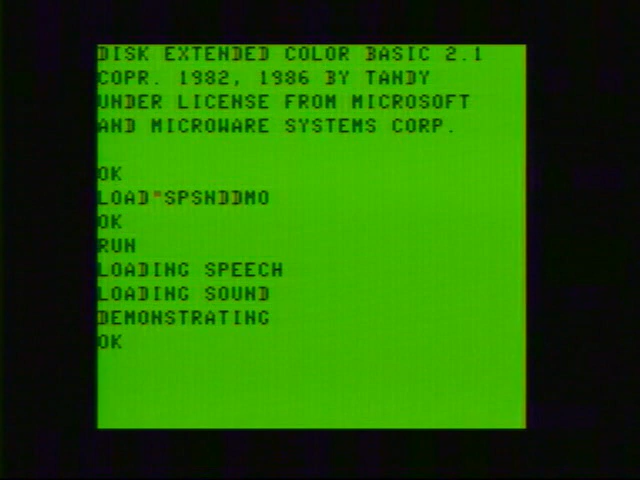 DISK EXTENDED COLOR BASIC 2.1
COPR. 1982, 1986 BY TANDY
UNDER LICENSE FROM MICROSOFT
AND MICROWARE SYSTEMS CORP.
OK
LOAD"SPSNDDMO
OK
RUN
LOADING SPEECH
LOADING SOUND
DEMONSTRATING
OK